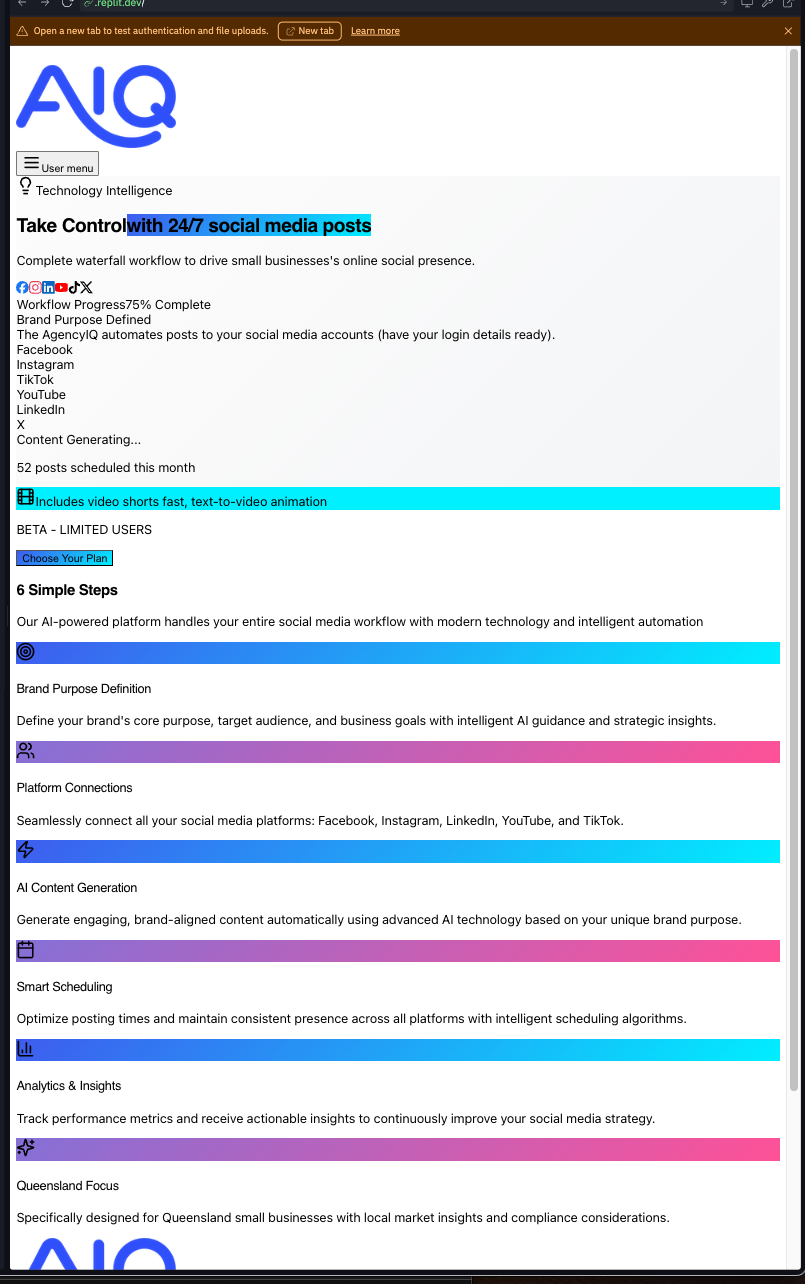 .replit.dev/
Open a new tab to test authentication and file uploads. New tab Learn more
AIQ
User menu
Technology Intelligence
Take Controlwith 24/7 social media posts
Complete waterfall workflow to drive small businesses's online social presence.
Workflow Progress75% Complete
Brand Purpose Defined
The AgencyIQ automates posts to your social media accounts (have your login details ready).
Facebook
Instagram
TikTok
YouTube
LinkedIn
X
Content Generating...
52 posts scheduled this month
Includes video shorts fast, text-to-video animation
BETA - LIMITED USERS
Choose Your Plan
6 Simple Steps
Our AI-powered platform handles your entire social media workflow with modern technology and intelligent automation
Brand Purpose Definition
Define your brand's core purpose, target audience, and business goals with intelligent AI guidance and strategic insights.
Platform Connections
Seamlessly connect all your social media platforms: Facebook, Instagram, LinkedIn, YouTube, and TikTok.
AI Content Generation
Generate engaging, brand-aligned content automatically using advanced AI technology based on your unique brand purpose.
Smart Scheduling
Optimize posting times and maintain consistent presence across all platforms with intelligent scheduling algorithms.
Analytics & Insights
Track performance metrics and receive actionable insights to continuously improve your social media strategy.
Queensland Focus
Specifically designed for Queensland small businesses with local market insights and compliance considerations.
AIQ